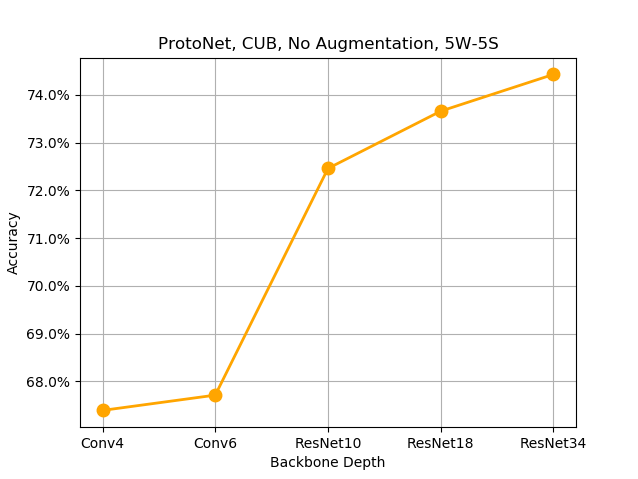 ProtoNet, CUB, No Augmentation, 5W-5S
74.0%
73.0%
72.0%
71.0%
70.0%
69.0%
68.0%
Accuracy
Conv4 Conv6 ResNet10 ResNet18 ResNet34
Backbone Depth